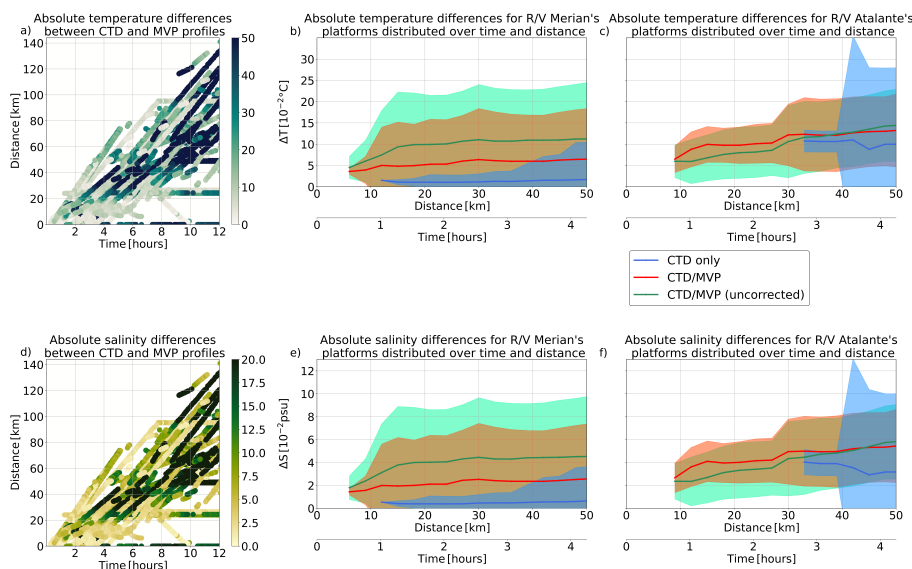 Absolute temperature differences
between CTD and MVP profiles
a)
140
120
100
80
60
40
20
0
Distance [km]
2 4 6 8 10 12
Time [hours]
50
40
30
20
10
0
Absolute temperature differences for R/V Merian's
platforms distributed over time and distance
b)
30
25
20
15
10
5
0
ΔT [10⁻²°C]
0 10 20 30 40 50
Distance [km]
0 1 2 3 4
Time [hours]
Absolute temperature differences for R/V Atalante's
platforms distributed over time and distance
c)
0 10 20 30 40 50
Distance [km]
0 1 2 3 4
Time [hours]
CTD only
CTD/MVP
CTD/MVP (uncorrected)
Absolute salinity differences
between CTD and MVP profiles
d)
140
120
100
80
60
40
20
0
Distance [km]
2 4 6 8 10 12
Time [hours]
20.0
17.5
15.0
12.5
10.0
7.5
5.0
2.5
0.0
Absolute salinity differences for R/V Merian's
platforms distributed over time and distance
e)
12
10
8
6
4
2
0
ΔS [10⁻²psu]
0 10 20 30 40 50
Distance [km]
0 1 2 3 4
Time [hours]
Absolute salinity differences for R/V Atalante's
platforms distributed over time and distance
f)
0 10 20 30 40 50
Distance [km]
0 1 2 3 4
Time [hours]